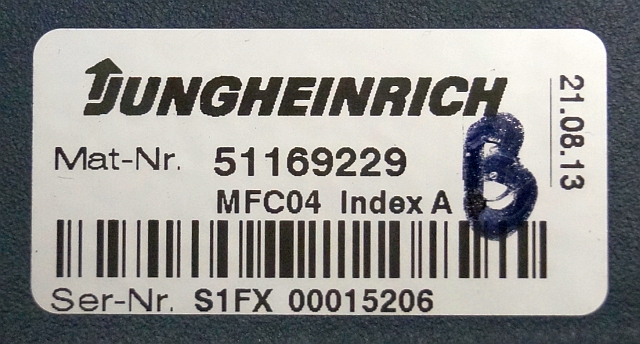 JUNGHEINRICH
21.08.13
Mat-Nr. 51169229
MFC04 Index A B
Ser-Nr. S1FX 00015206